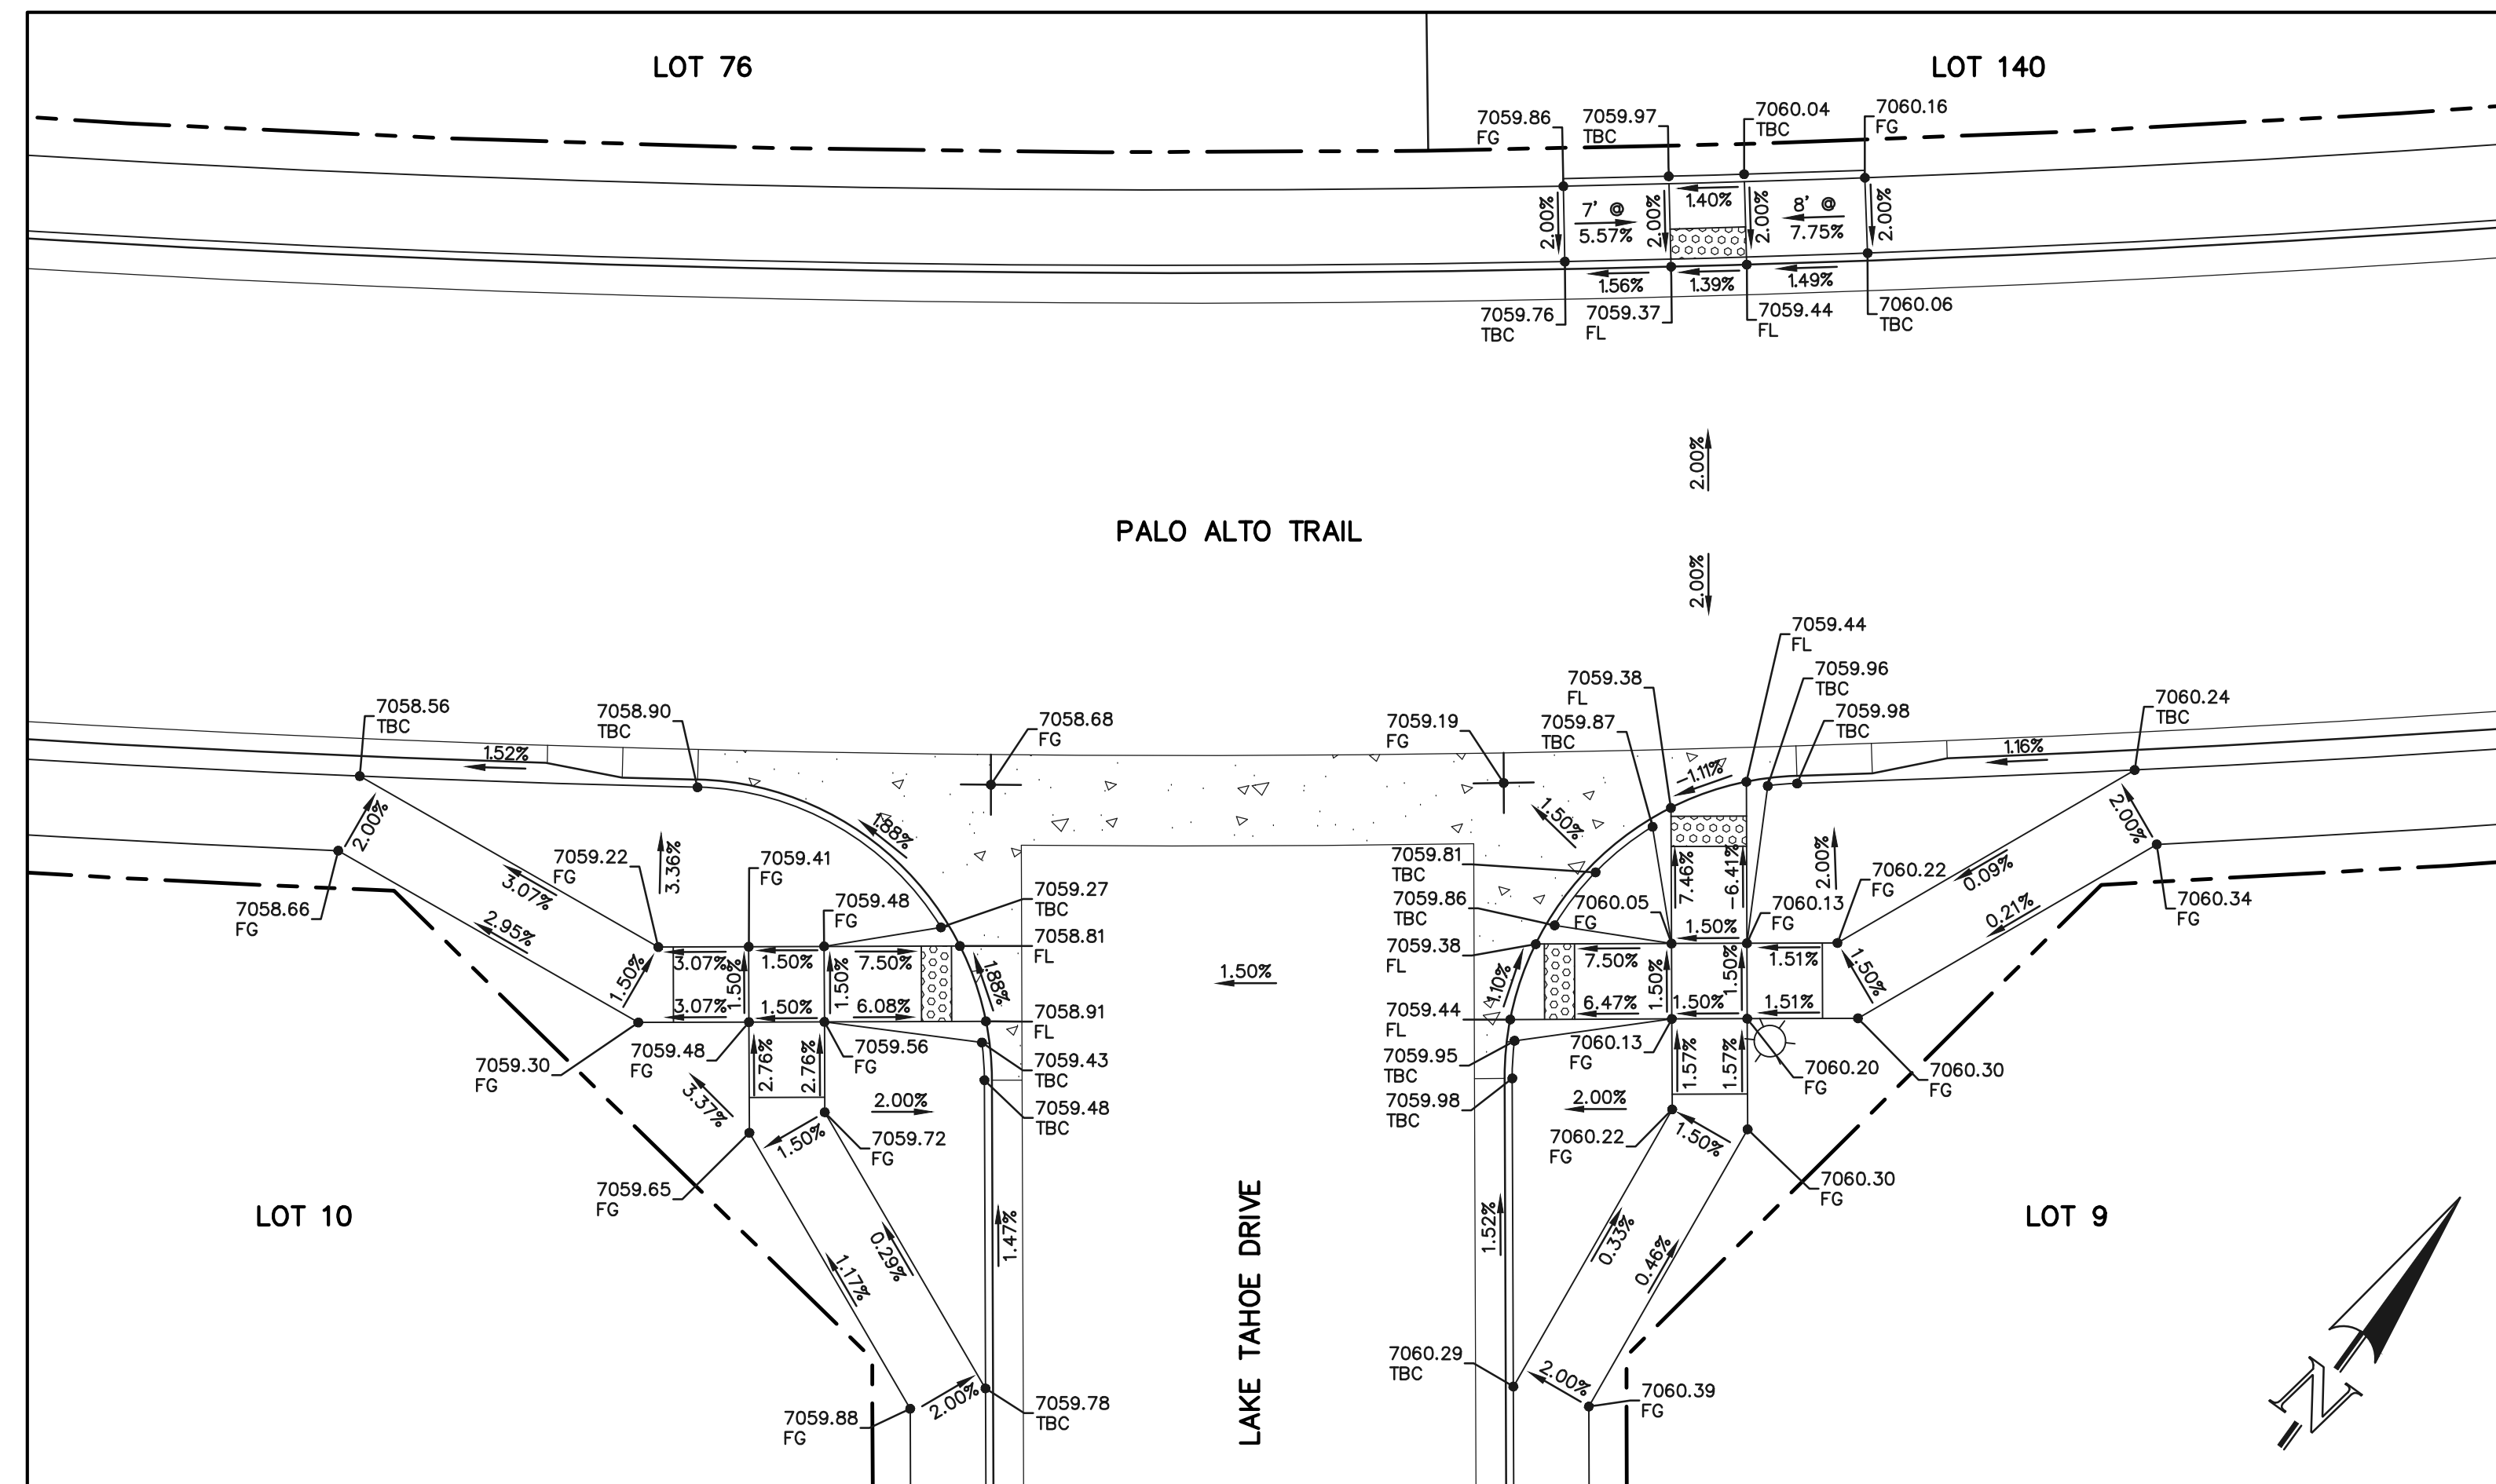 LOT 76
LOT 140
7059.86
FG
7059.97
TBC
7060.04
TBC
7060.16
FG
2.00%
7' @
5.57%
2.00%
1.40%
2.00%
8' @
7.75%
2.00%
1.56%
1.39%
1.49%
7059.76
TBC
7059.37
FL
7059.44
FL
7060.06
TBC
2.00%
PALO ALTO TRAIL
2.00%
7059.44
FL
7059.38
FL
7059.96
TBC
7058.56
TBC
7058.90
TBC
7058.68
FG
7059.19
FG
7059.87
TBC
7059.98
TBC
7060.24
TBC
1.52%
-1.11%
1.16%
2.00%
1.88%
1.50%
2.00%
7059.22
FG
3.36%
7059.41
FG
7059.81
TBC
7.46%
-6.41%
2.00%
7060.22
FG
0.09%
3.07%
7058.66
FG
7059.48
FG
7059.27
TBC
7059.86
TBC
7060.05
FG
7060.13
FG
7060.34
FG
2.95%
0.21%
7058.81
FL
7059.38
FL
1.50%
3.07%
1.50%
7.50%
7.50%
1.51%
1.50%
1.50%
1.50%
1.88%
1.50%
1.10%
1.50%
1.50%
1.50%
3.07%
1.50%
6.08%
6.47%
1.50%
1.51%
7058.91
FL
7059.44
FL
7059.30
FG
7059.48
FG
7059.56
FG
7059.43
TBC
7059.95
TBC
7060.13
FG
7060.20
FG
7060.30
FG
2.76%
2.76%
1.57%
1.57%
3.37%
2.00%
7059.48
TBC
7059.98
TBC
2.00%
1.50%
7059.72
FG
7060.22
FG
1.50%
7059.65
FG
7060.30
FG
LOT 10
LOT 9
1.47%
1.52%
1.17%
0.29%
0.33%
0.46%
LAKE TAHOE DRIVE
7060.29
TBC
2.00%
7060.39
FG
7059.88
FG
2.00%
7059.78
TBC
N